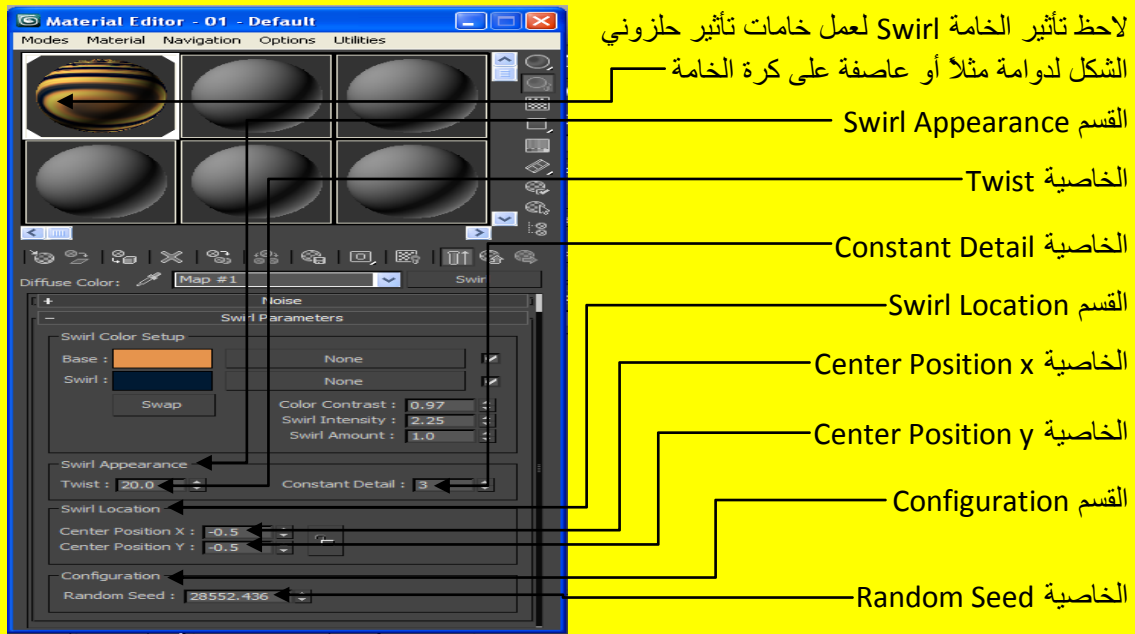 Material Editor - 01 - Default
Modes Material Navigation Options Utilities
Diffuse Color: Map #1 Swirl
+ Noise
- Swirl Parameters
Swirl Color Setup
Base : None
Swirl : None
Swap Color Contrast : 0.97
Swirl Intensity : 2.25
Swirl Amount : 1.0
Swirl Appearance
Twist : 20.0 Constant Detail : 3
Swirl Location
Center Position X : -0.5
Center Position Y : -0.5
Configuration
Random Seed : 28552.436
لاحظ تأثير الخامة Swirl لعمل خامات تأثير حلزوني
الشكل لدوامة مثلاً أو عاصفة على كرة الخامة
القسم Swirl Appearance
الخاصية Twist
الخاصية Constant Detail
القسم Swirl Location
الخاصية Center Position x
الخاصية Center Position y
القسم Configuration
الخاصية Random Seed